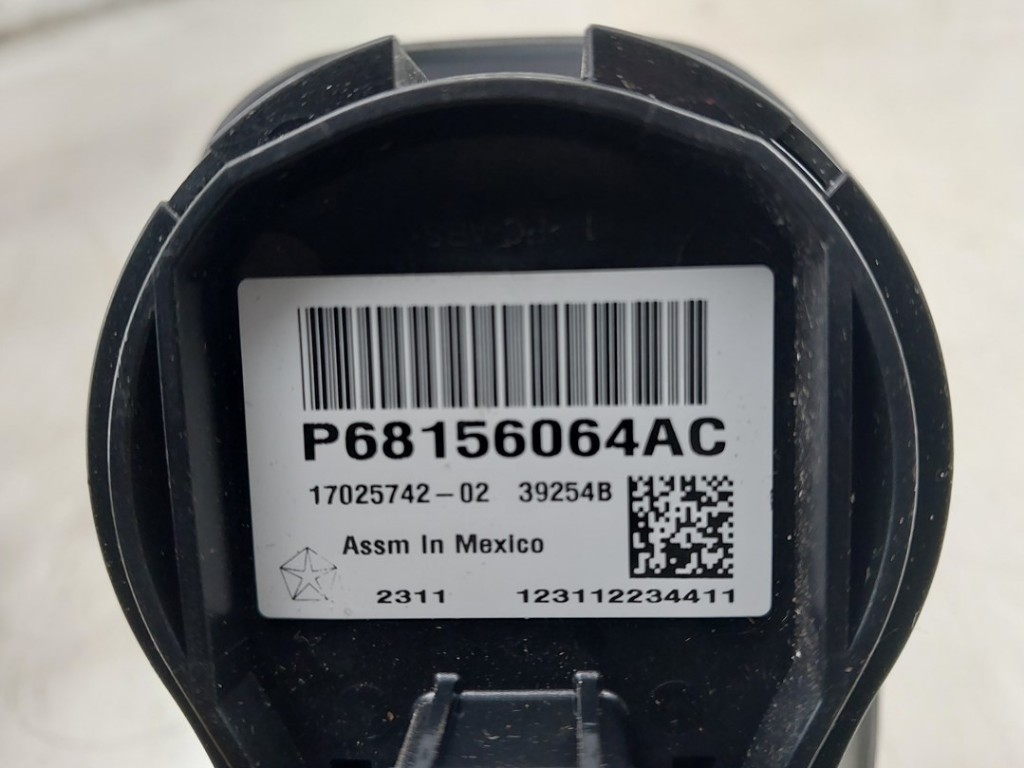 P68156064AC
17025742-02 39254B
Assm In Mexico
2311 123112234411